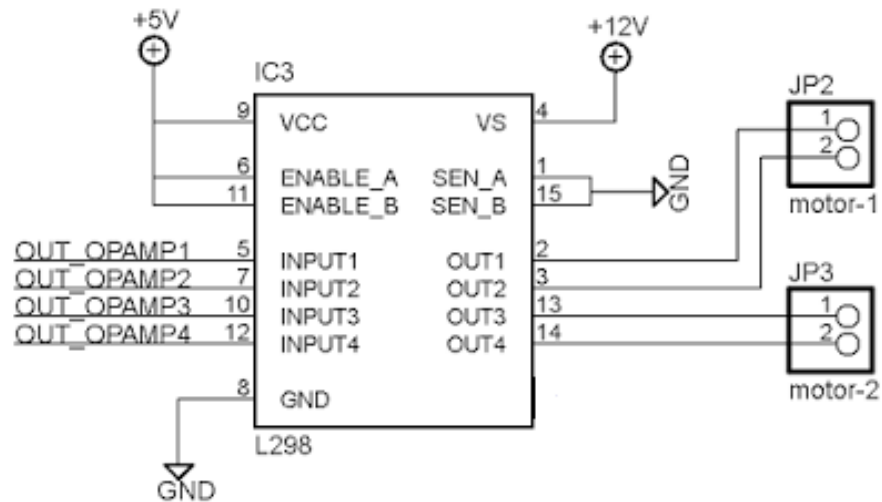 +5V
+12V
IC3
JP2
9 VCC VS 4
1
2
6 ENABLE_A SEN_A 1
11 ENABLE_B SEN_B 15
GND
motor-1
OUT_OPAMP1 5 INPUT1 OUT1 2
OUT_OPAMP2 7 INPUT2 OUT2 3
JP3
OUT_OPAMP3 10 INPUT3 OUT3 13 1
OUT_OPAMP4 12 INPUT4 OUT4 14 2
8 GND
motor-2
L298
GND